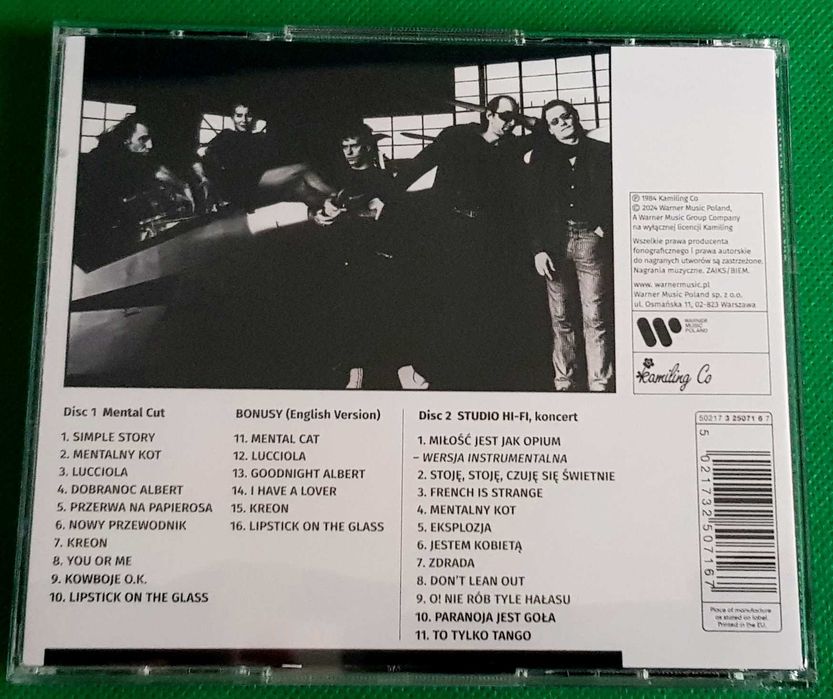 ℗ 1984 Kamiling Co
© 2024 Warner Music Poland,
A Warner Music Group Company
na wyłącznej licencji Kamiling
Wszelkie prawa producenta
fonograficznego i prawa autorskie
do nagranych utworów są zastrzeżone.
Nagrania muzyczne. ZAIKS/BIEM.
www.warnermusic.pl
Warner Music Poland sp. z o.o.
ul. Osmańska 11, 02-823 Warszawa
WARNER
MUSIC
POLAND
Kamiling Co
Disc 1 Mental Cut
1. SIMPLE STORY
2. MENTALNY KOT
3. LUCCIOLA
4. DOBRANOC ALBERT
5. PRZERWA NA PAPIEROSA
6. NOWY PRZEWODNIK
7. KREON
8. YOU OR ME
9. KOWBOJE O.K.
10. LIPSTICK ON THE GLASS
BONUSY (English Version)
11. MENTAL CAT
12. LUCCIOLA
13. GOODNIGHT ALBERT
14. I HAVE A LOVER
15. KREON
16. LIPSTICK ON THE GLASS
Disc 2 STUDIO HI-FI, koncert
1. MIŁOŚĆ JEST JAK OPIUM
– WERSJA INSTRUMENTALNA
2. STOJĘ, STOJĘ, CZUJĘ SIĘ ŚWIETNIE
3. FRENCH IS STRANGE
4. MENTALNY KOT
5. EKSPLOZJA
6. JESTEM KOBIETĄ
7. ZDRADA
8. DON'T LEAN OUT
9. O! NIE RÓB TYLE HAŁASU
10. PARANOJA JEST GOŁA
11. TO TYLKO TANGO
50217 3 25071 6 7
5 021732 507167
Place of manufacture
as stated on label.
Printed in the EU.